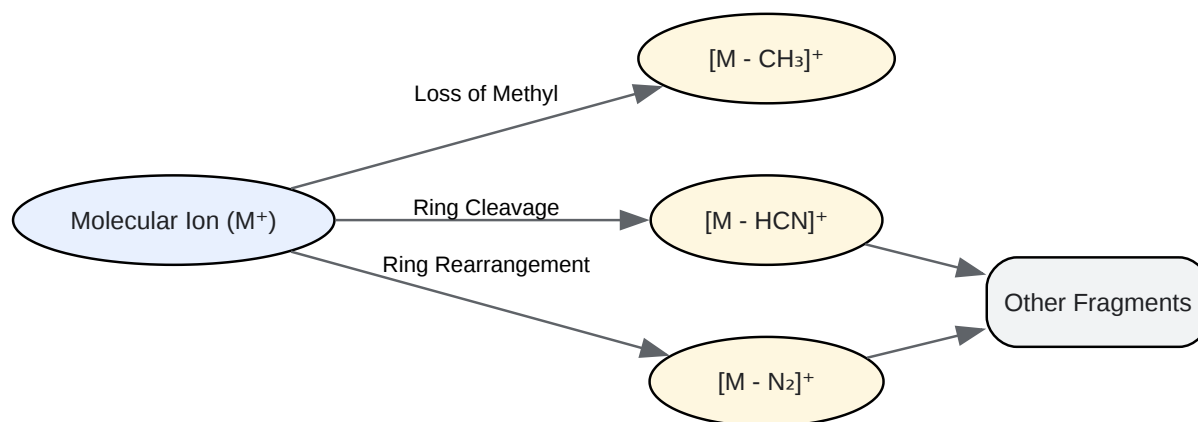 [M - CH₃]⁺
Loss of Methyl
Molecular Ion (M⁺)
Ring Cleavage
[M - HCN]⁺
Ring Rearrangement
Other Fragments
[M - N₂]⁺